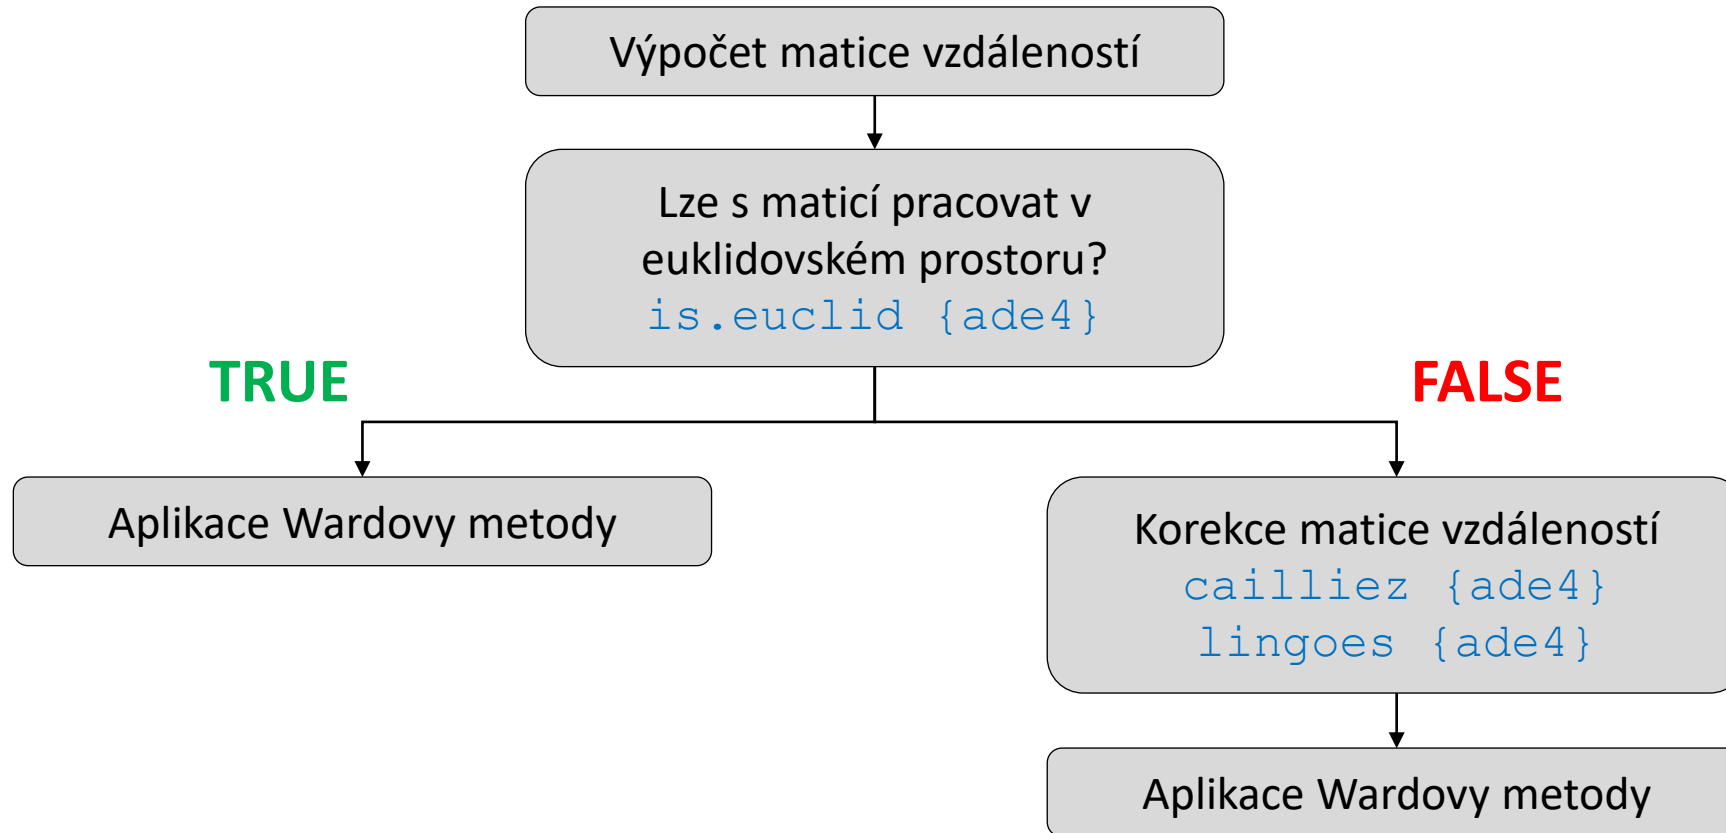 Výpočet matice vzdáleností
Lze s maticí pracovat v
euklidovském prostoru?
is.euclid {ade4}
TRUE
FALSE
Aplikace Wardovy metody
Korekce matice vzdáleností
cailliez {ade4}
lingoes {ade4}
Aplikace Wardovy metody